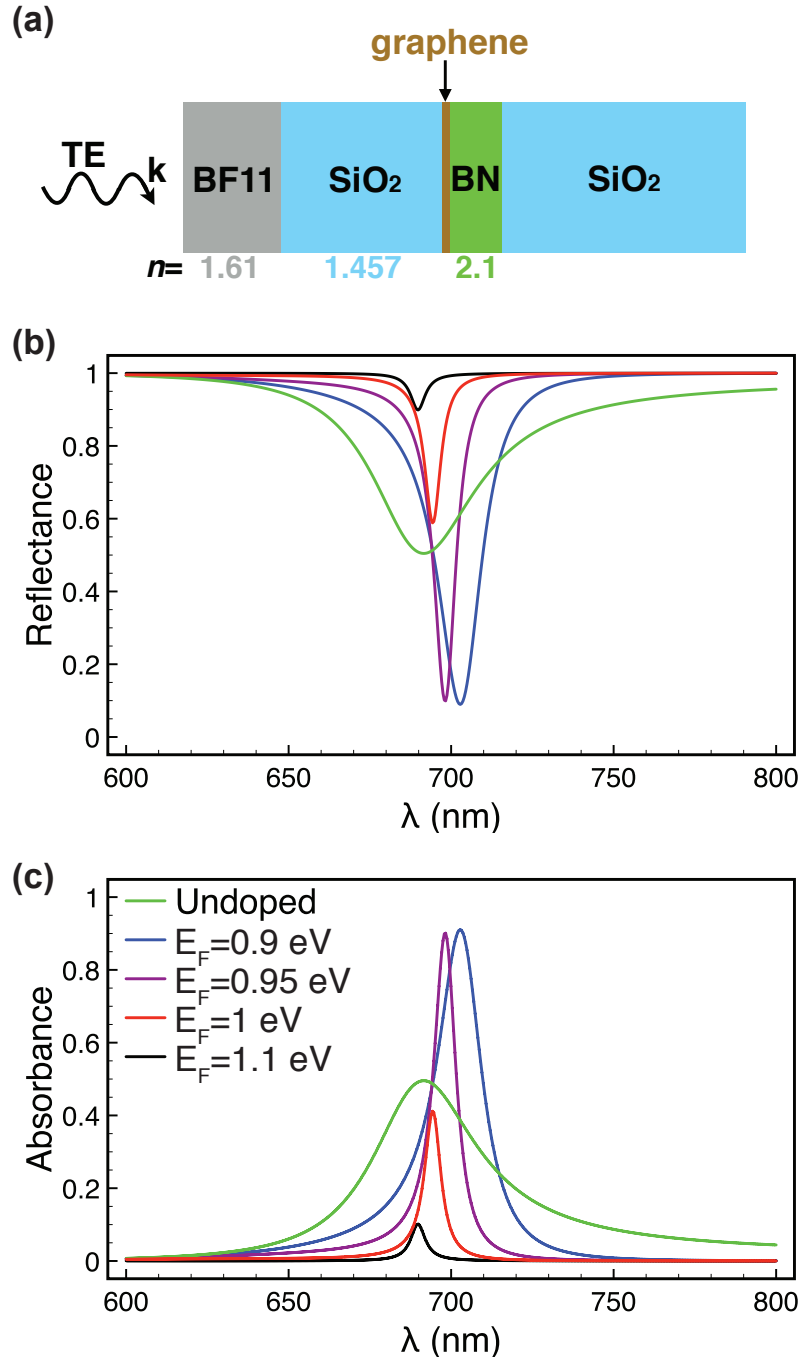 (a)
graphene
TE
k
BF11
SiO₂
BN
SiO₂
n=
1.61
1.457
2.1
(b)
Reflectance
1
0.8
0.6
0.4
0.2
0
600
650
700
750
800
λ (nm)
(c)
Absorbance
1
0.8
0.6
0.4
0.2
0
Undoped
E_F=0.9 eV
E_F=0.95 eV
E_F=1 eV
E_F=1.1 eV
600
650
700
750
800
λ (nm)